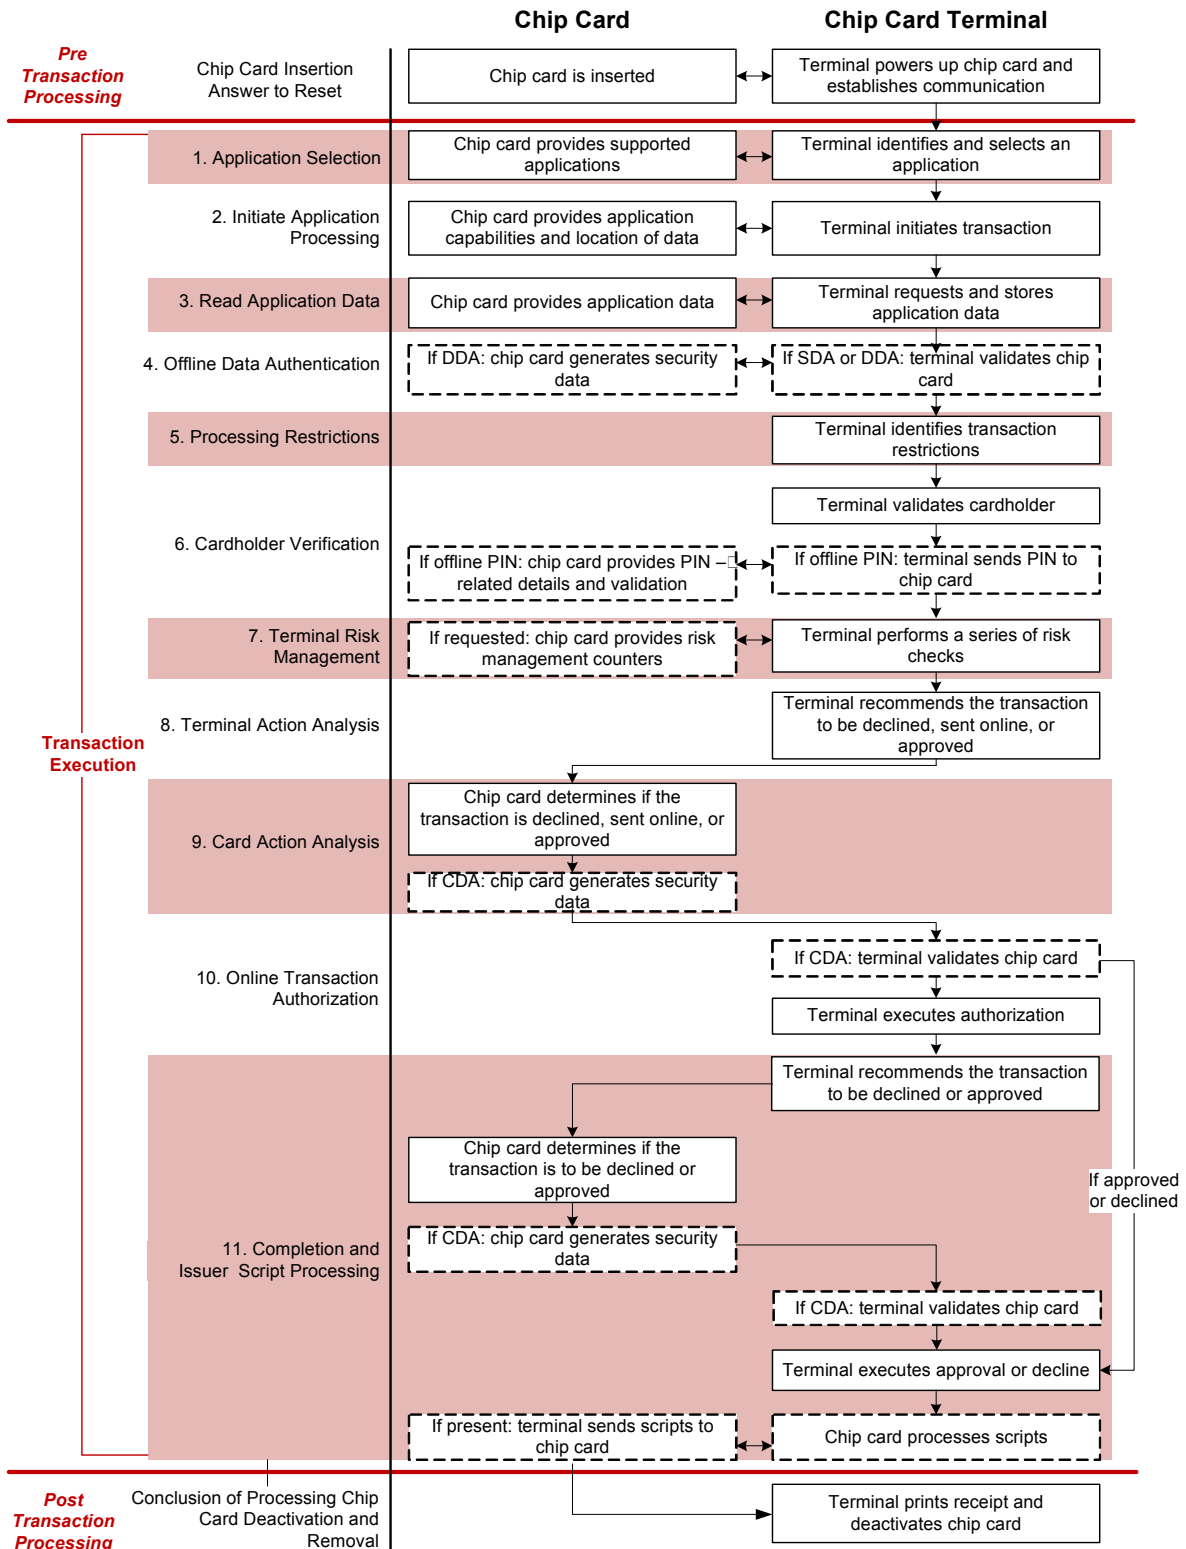 Chip Card
Chip Card Terminal
Pre
Transaction
Processing
Chip Card Insertion
Answer to Reset
Chip card is inserted
Terminal powers up chip card and
establishes communication
1. Application Selection
Chip card provides supported
applications
Terminal identifies and selects an
application
2. Initiate Application
Processing
Chip card provides application
capabilities and location of data
Terminal initiates transaction
3. Read Application Data
Chip card provides application data
Terminal requests and stores
application data
4. Offline Data Authentication
If DDA: chip card generates security
data
If SDA or DDA: terminal validates chip
card
5. Processing Restrictions
Terminal identifies transaction
restrictions
Terminal validates cardholder
6. Cardholder Verification
If offline PIN: chip card provides PIN –
related details and validation
If offline PIN: terminal sends PIN to
chip card
7. Terminal Risk
Management
If requested: chip card provides risk
management counters
Terminal performs a series of risk
checks
8. Terminal Action Analysis
Terminal recommends the transaction
to be declined, sent online, or
approved
Transaction
Execution
9. Card Action Analysis
Chip card determines if the
transaction is declined, sent online, or
approved
If CDA: chip card generates security
data
10. Online Transaction
Authorization
If CDA: terminal validates chip card
Terminal executes authorization
Terminal recommends the transaction
to be declined or approved
Chip card determines if the
transaction is to be declined or
approved
If approved
or declined
11. Completion and
Issuer Script Processing
If CDA: chip card generates security
data
If CDA: terminal validates chip card
Terminal executes approval or decline
If present: terminal sends scripts to
chip card
Chip card processes scripts
Post
Transaction
Processing
Conclusion of Processing Chip
Card Deactivation and
Removal
Terminal prints receipt and
deactivates chip card